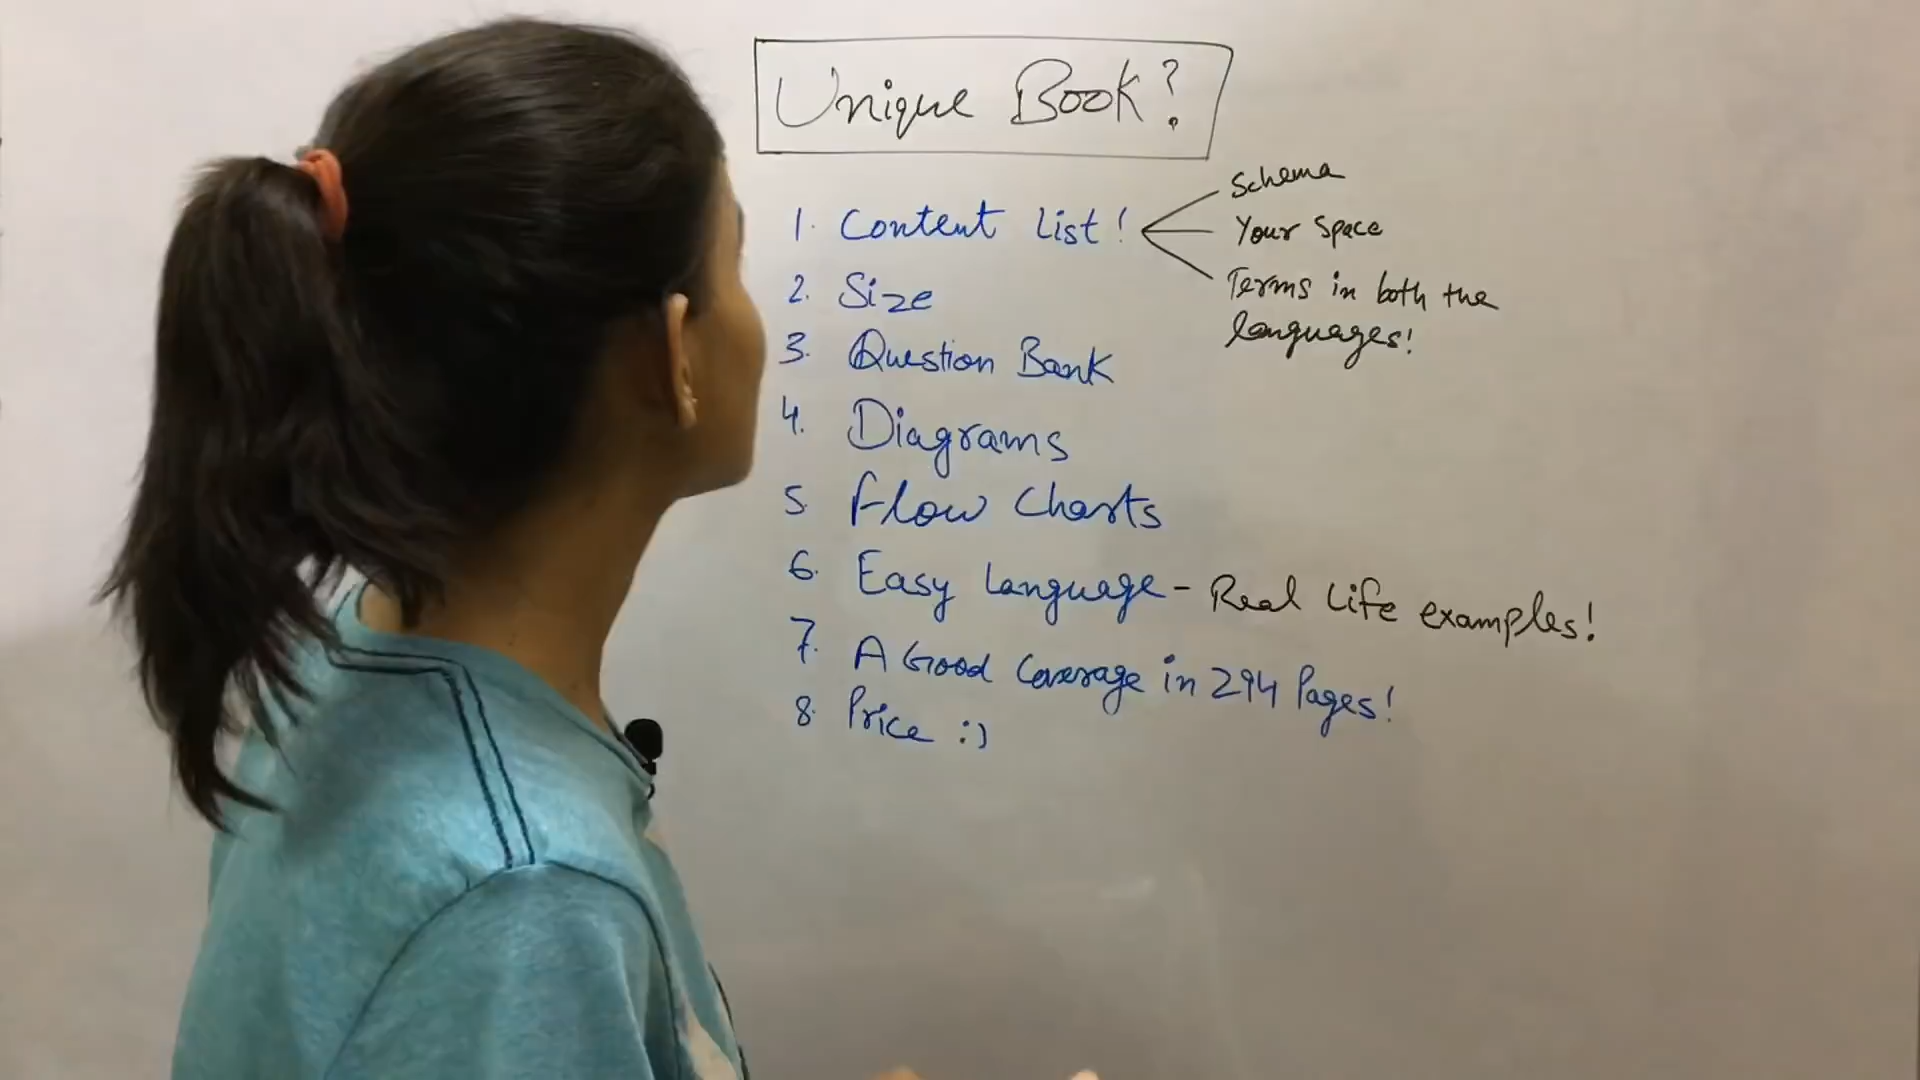 Unique Book?
1. Content List!
Schema
Your Space
Terms in both the
languages!
2. Size
3. Question Bank
4. Diagrams
5. Flow Charts
6. Easy Language - Real Life examples!
7. A Good Coverage in 294 Pages!
8. Price :)